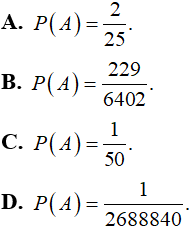 A. P(A) = 2/25.
B. P(A) = 229/6402.
C. P(A) = 1/50.
D. P(A) = 1/2688840.